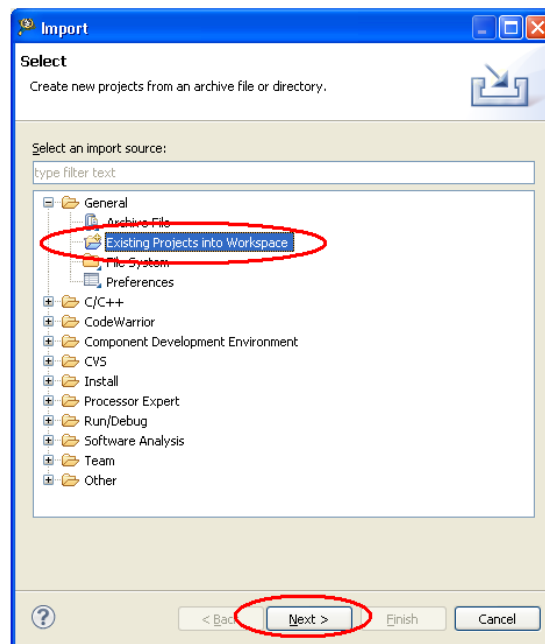 Import
Select
Create new projects from an archive file or directory.
Select an import source:
type filter text
General
Archive File
Existing Projects into Workspace
File System
Preferences
C/C++
CodeWarrior
Component Development Environment
CVS
Install
Processor Expert
Run/Debug
Software Analysis
Team
Other
?
< Back Next > Finish Cancel